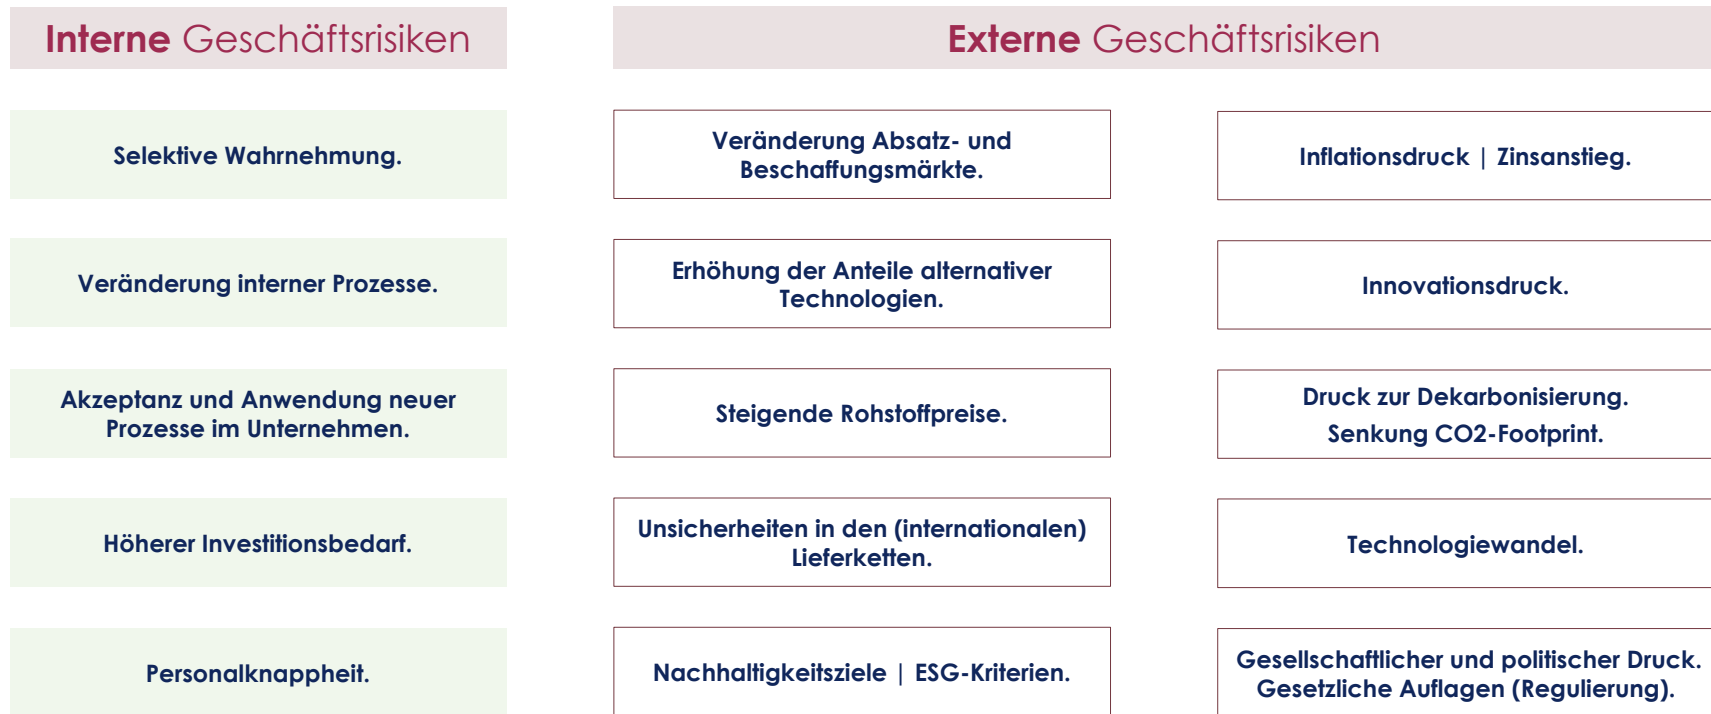 Interne Geschäftsrisiken
Selektive Wahrnehmung.
Veränderung interner Prozesse.
Akzeptanz und Anwendung neuer
Prozesse im Unternehmen.
Höherer Investitionsbedarf.
Personalknappheit.
Externe Geschäftsrisiken
Veränderung Absatz- und
Beschaffungsmärkte.
Erhöhung der Anteile alternativer
Technologien.
Steigende Rohstoffpreise.
Unsicherheiten in den (internationalen)
Lieferketten.
Nachhaltigkeitsziele | ESG-Kriterien.
Inflationsdruck | Zinsanstieg.
Innovationsdruck.
Druck zur Dekarbonisierung.
Senkung CO2-Footprint.
Technologiewandel.
Gesellschaftlicher und politischer Druck.
Gesetzliche Auflagen (Regulierung).